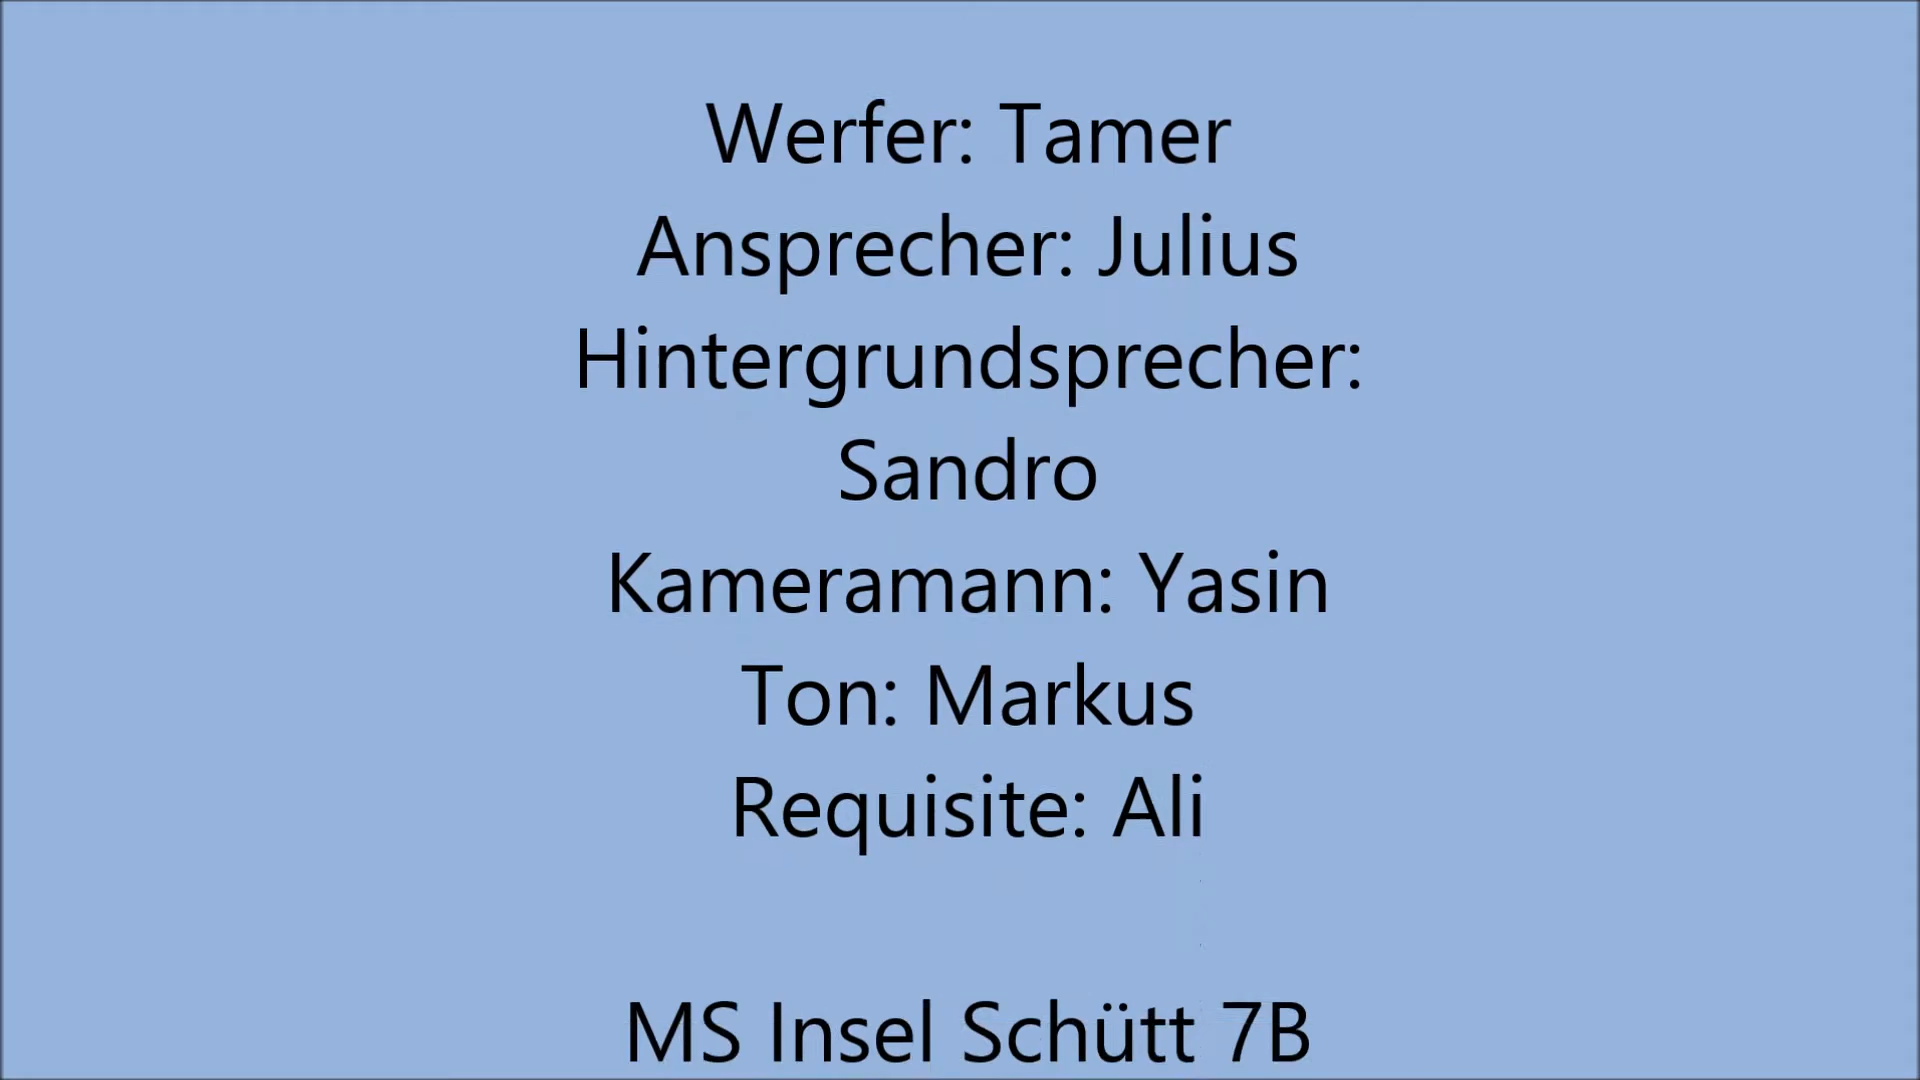 Werfer: Tamer
Ansprecher: Julius
Hintergrundsprecher:
Sandro
Kameramann: Yasin
Ton: Markus
Requisite: Ali
MS Insel Schütt 7B